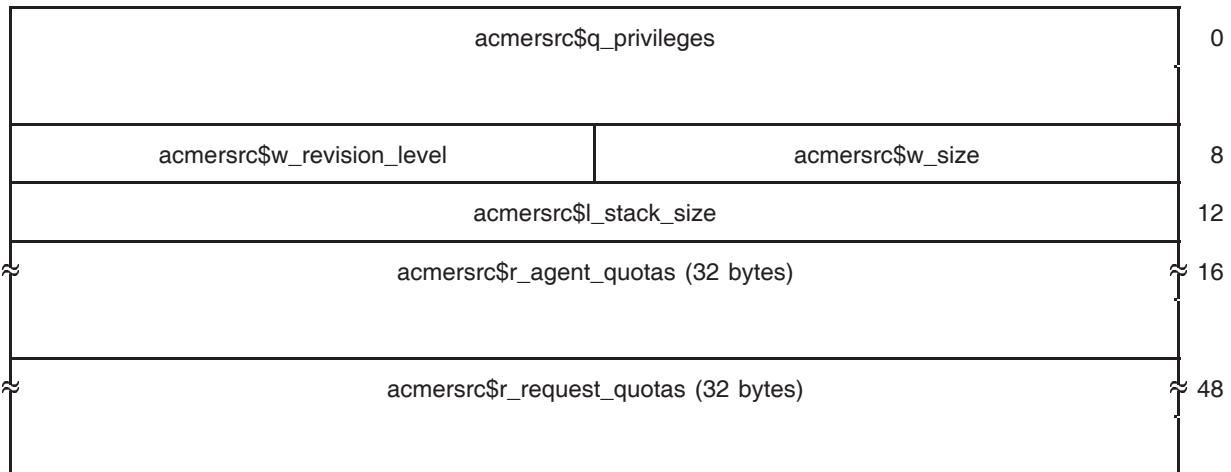 acmersrc$q_privileges 0
acmersrc$w_revision_level acmersrc$w_size 8
acmersrc$l_stack_size 12
acmersrc$r_agent_quotas (32 bytes) 16
acmersrc$r_request_quotas (32 bytes) 48